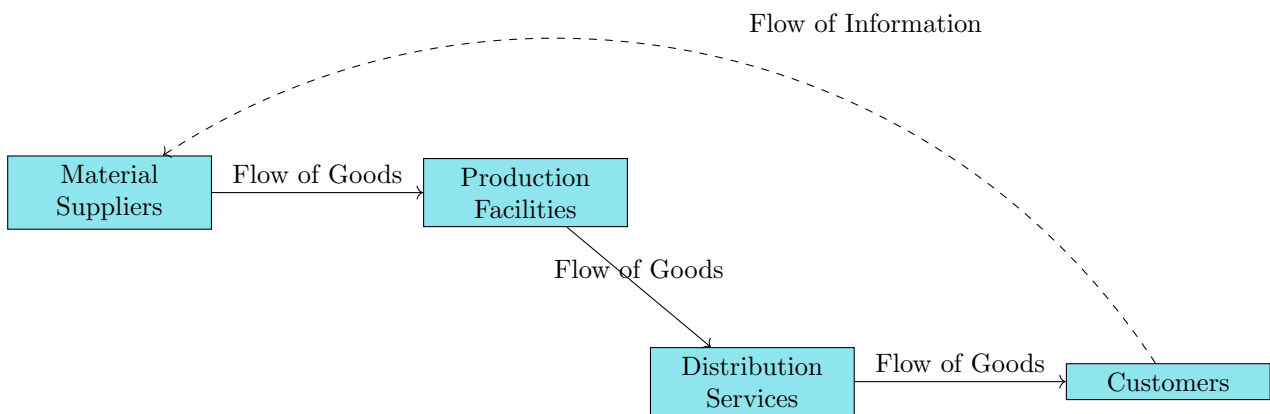 Flow of Information
Material
Suppliers
Flow of Goods
Production
Facilities
Flow of Goods
Distribution
Services
Flow of Goods
Customers